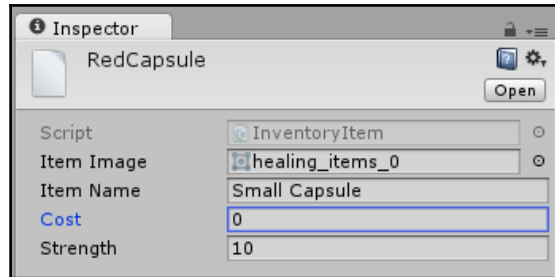 Inspector
RedCapsule
Open
Script InventoryItem
Item Image healing_items_0
Item Name Small Capsule
Cost 0
Strength 10